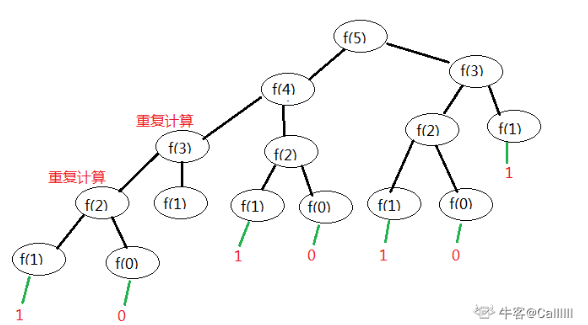 f(5)
f(4)
f(3)
重复计算
f(3)
f(2)
f(2)
f(1)
重复计算
f(2)
f(1)
f(1)
f(0)
f(1)
f(0)
1
f(1)
f(0)
1
0
1
0
1
0
牛客@Callllll